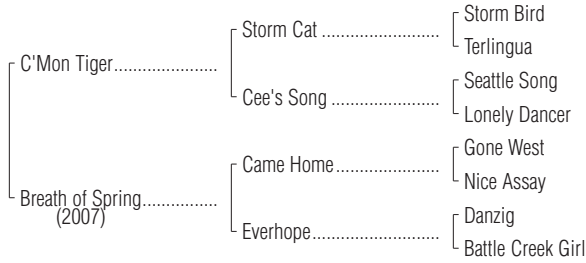 Storm Bird
Storm Cat ........................
Terlingua
C'Mon Tiger.....................
Seattle Song
Cee's Song ......................
Lonely Dancer
Gone West
Came Home .....................
Nice Assay
Breath of Spring...............
(2007)
Danzig
Everhope..........................
Battle Creek Girl